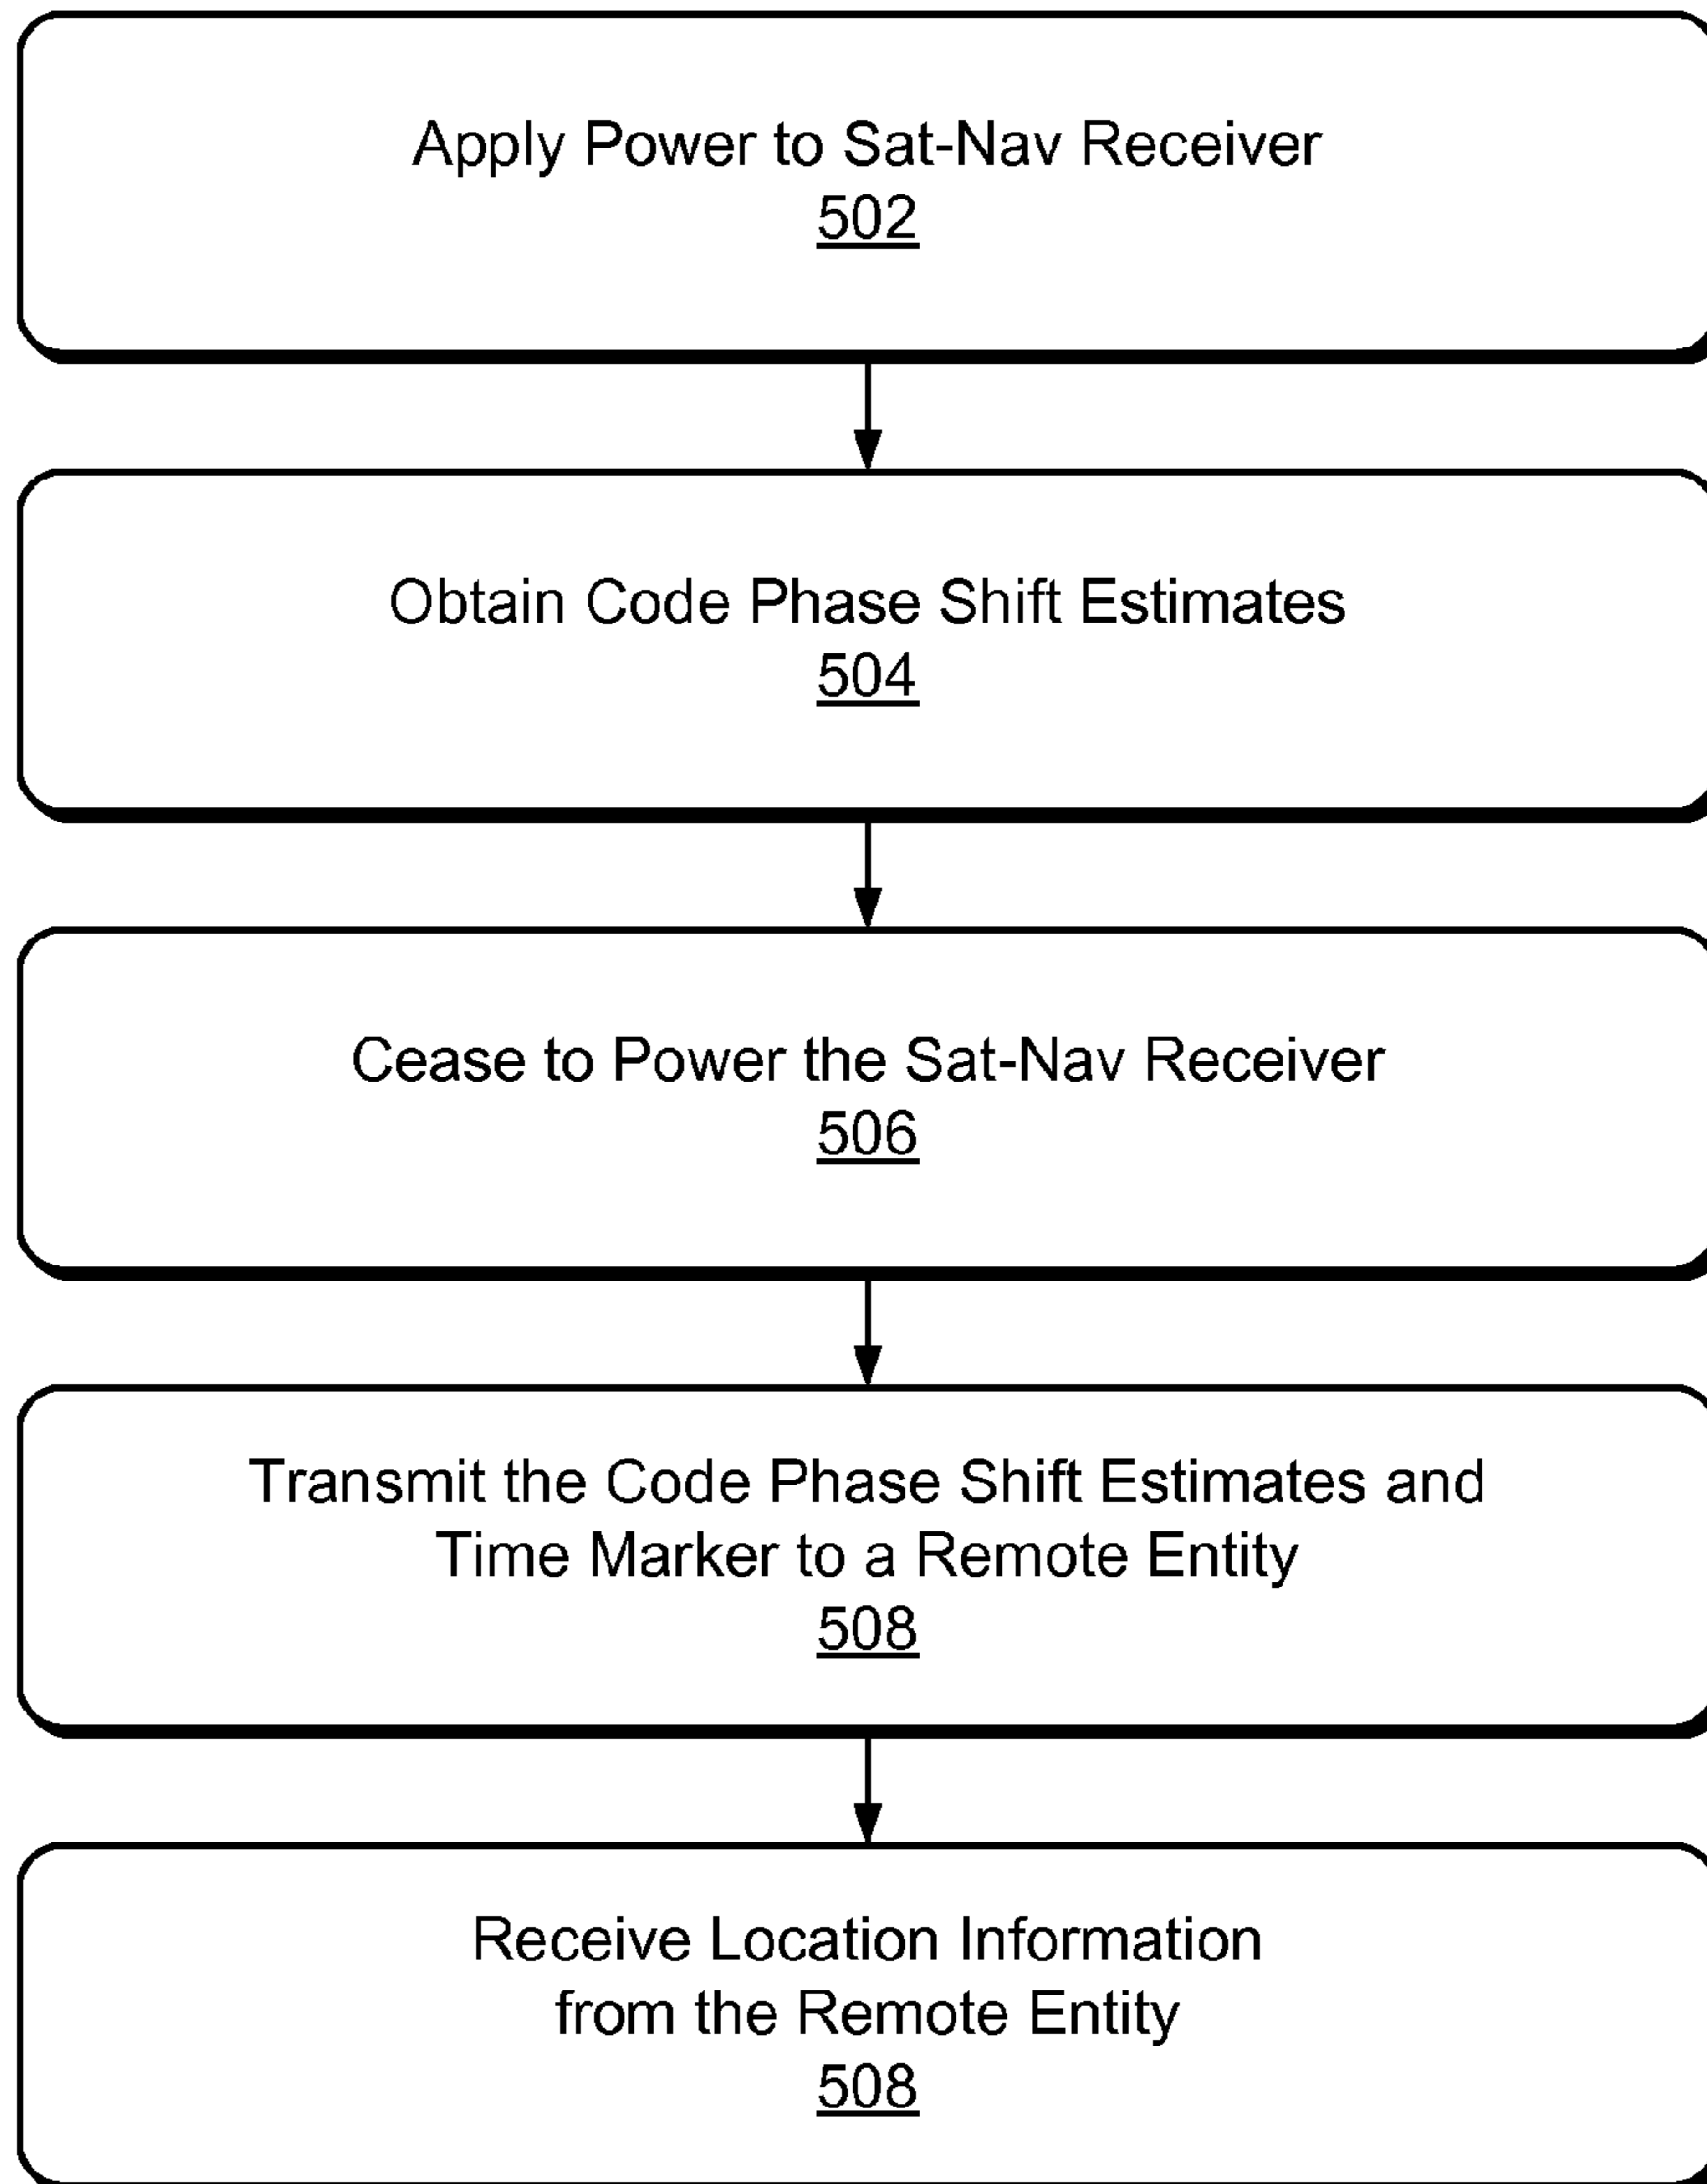 Apply Power to Sat-Nav Receiver
502
Obtain Code Phase Shift Estimates
504
Cease to Power the Sat-Nav Receiver
506
Transmit the Code Phase Shift Estimates and
Time Marker to a Remote Entity
508
Receive Location Information
from the Remote Entity
508